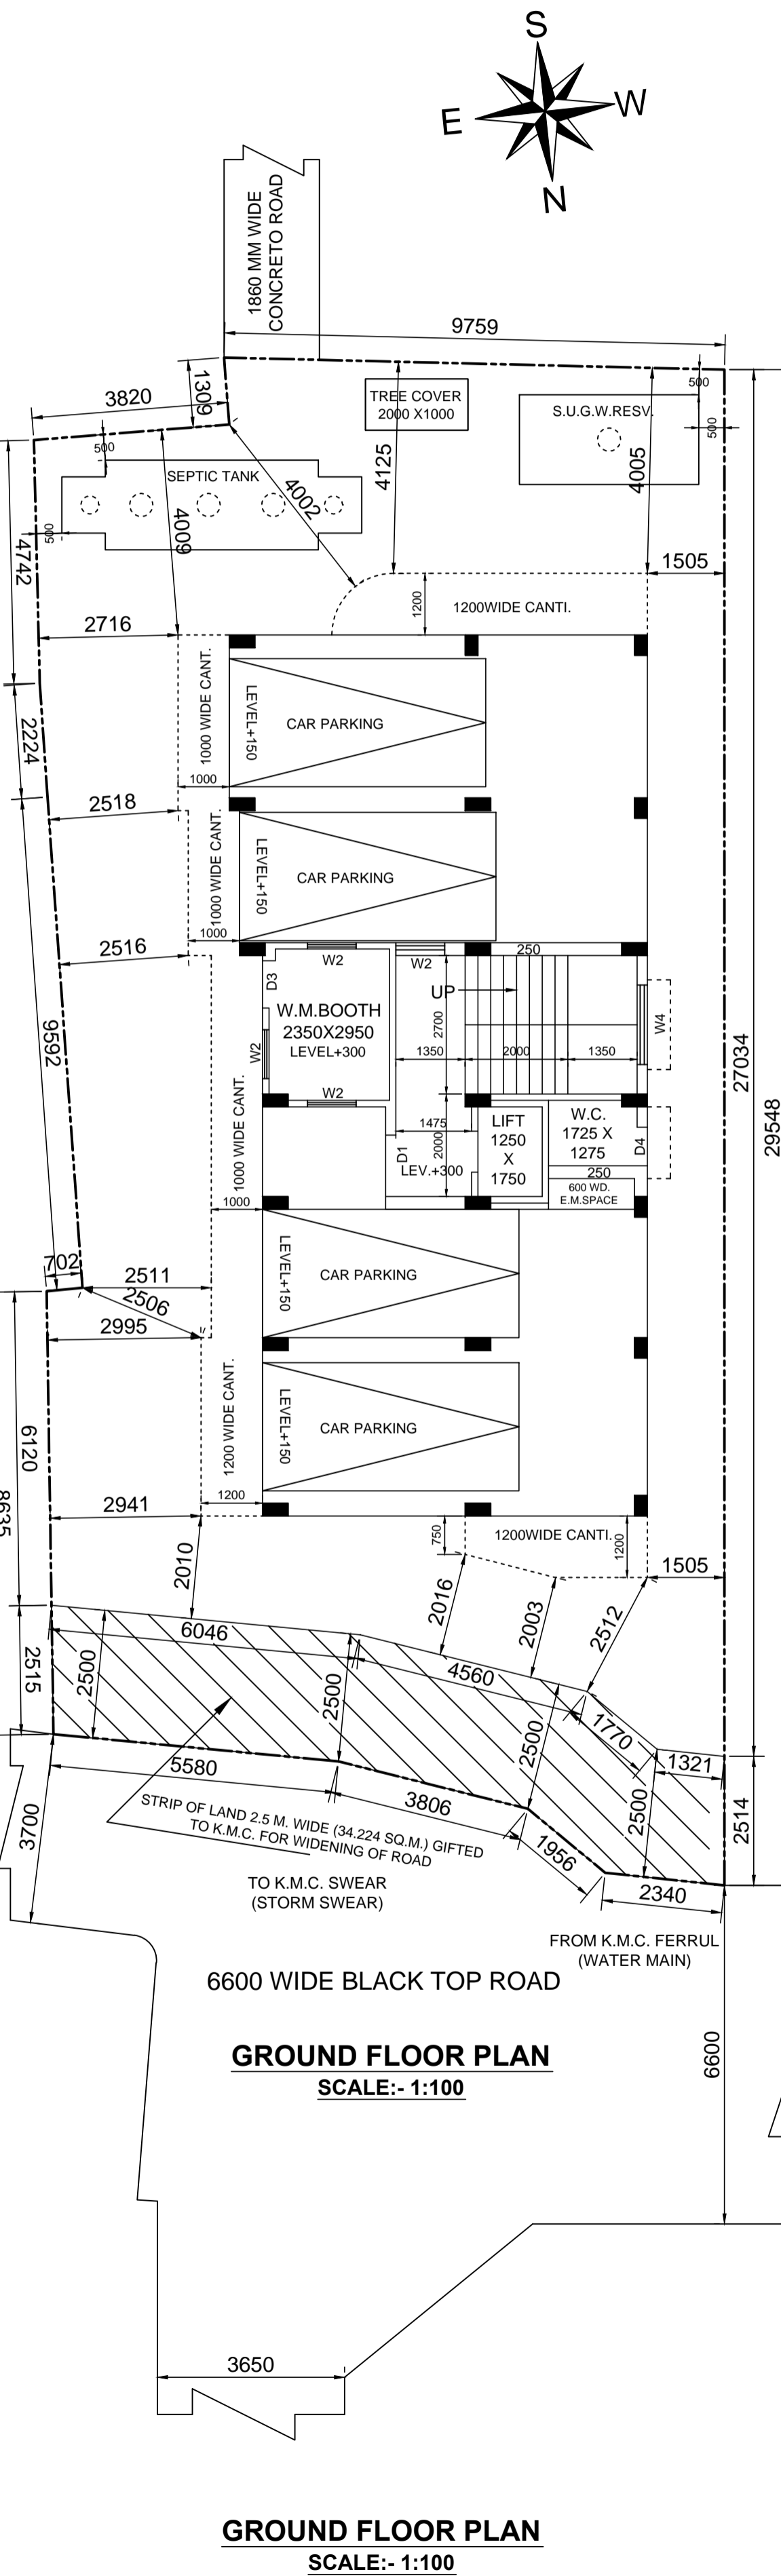 S
E
W
N
1860 MM WIDE
CONCRETO ROAD
9759
3820
1309
500
TREE COVER
2000 X1000
S.U.G.W.RESV.
500
500
SEPTIC TANK
4002
4125
4005
500
4742
4009
1505
1200
1200WIDE CANTI.
2716
1000 WIDE CANT.
LEVEL+150
CAR PARKING
2224
1000
2518
1000 WIDE CANT.
LEVEL+150
CAR PARKING
1000
2516
W2
W2
250
D3
UP
W.M.BOOTH
2350X2950
LEVEL+300
2700
W2
1350
2000
1350
W4
9592
27034
29548
W2
1000 WIDE CANT.
1475
LIFT
1250
X
1750
W.C.
1725 X
1275
D1
2000
LEV.+300
D4
250
600 WD.
E.M.SPACE
1000
702
2511
2506
2995
LEVEL+150
CAR PARKING
1200 WIDE CANT.
LEVEL+150
CAR PARKING
6120
8635
1200
2941
750
1200WIDE CANTI.
1200
2010
1505
2016
2003
2512
6046
2515
2500
2500
4560
2500
1770
1321
2500
2514
5580
3806
1956
2340
3700
STRIP OF LAND 2.5 M. WIDE (34.224 SQ.M.) GIFTED
TO K.M.C. FOR WIDENING OF ROAD
TO K.M.C. SWEAR
(STORM SWEAR)
FROM K.M.C. FERRUL
(WATER MAIN)
6600 WIDE BLACK TOP ROAD
6600
GROUND FLOOR PLAN
SCALE:- 1:100
3650
GROUND FLOOR PLAN
SCALE:- 1:100